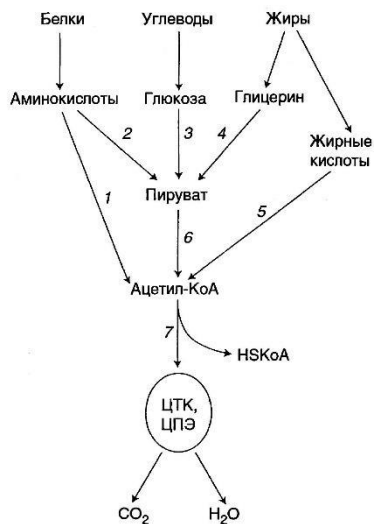 Белки
Углеводы
Жиры
Аминокислоты
Глюкоза
Глицерин
Жирные
кислоты
2
3
4
1
Пируват
5
6
Ацетил-КоА
7
HSKoA
ЦТК,
ЦПЭ
CO₂
H₂O